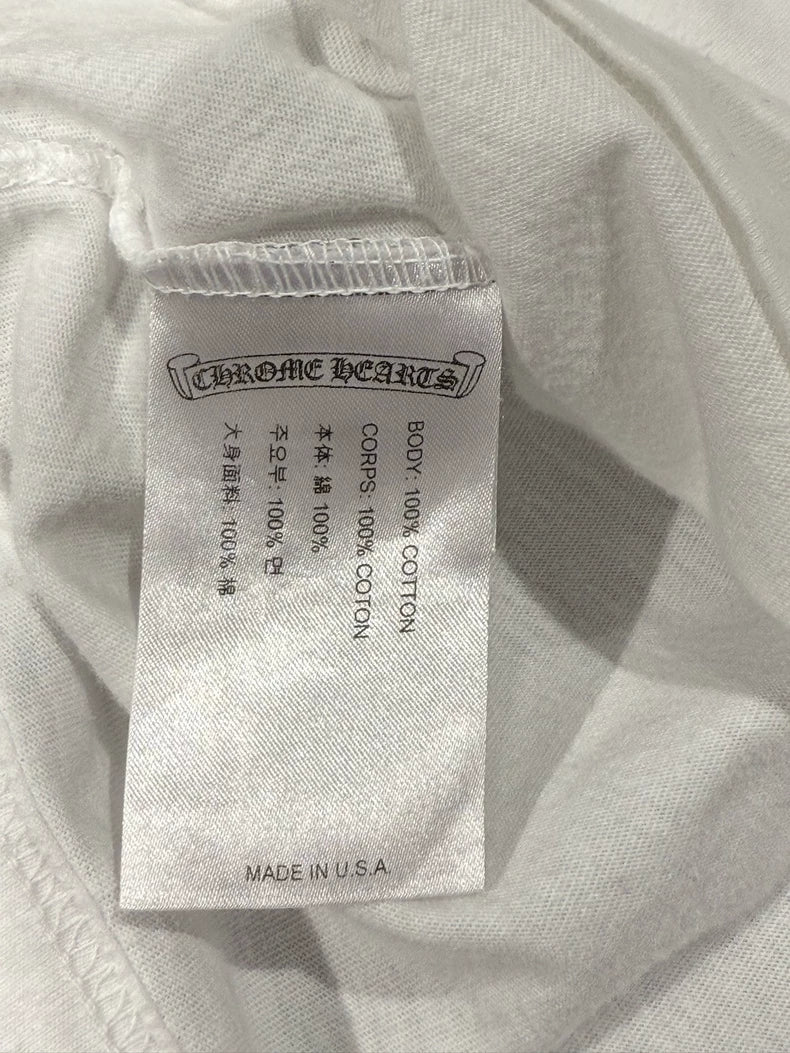 CHROME HEARTS
BODY: 100% COTTON
CORPS: 100% COTON
本体: 綿 100%
주요부: 100% 면
大身面料: 100% 棉
MADE IN U.S.A